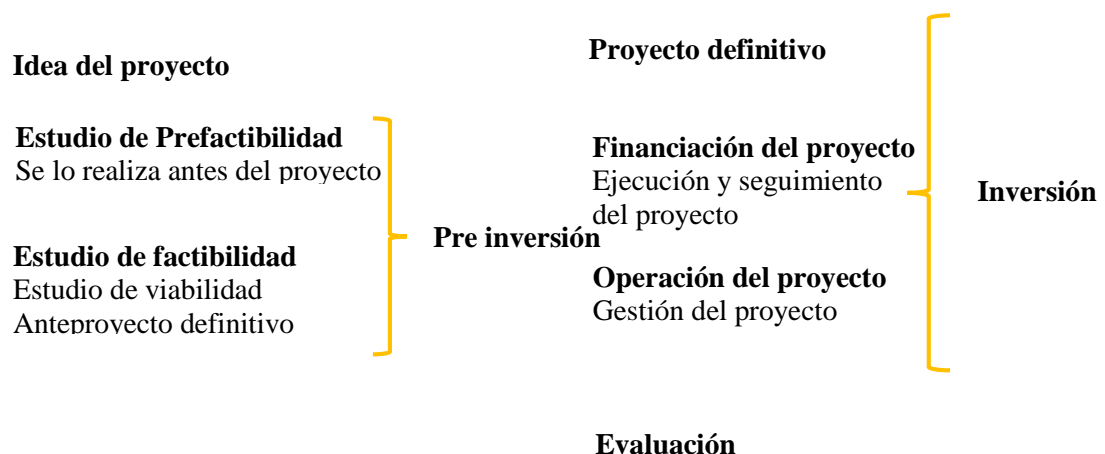 Idea del proyecto
Estudio de Prefactibilidad
Se lo realiza antes del proyecto
Estudio de factibilidad
Estudio de viabilidad
Anteproyecto definitivo
Pre inversión
Proyecto definitivo
Financiación del proyecto
Ejecución y seguimiento
del proyecto
Operación del proyecto
Gestión del proyecto
Inversión
Evaluación